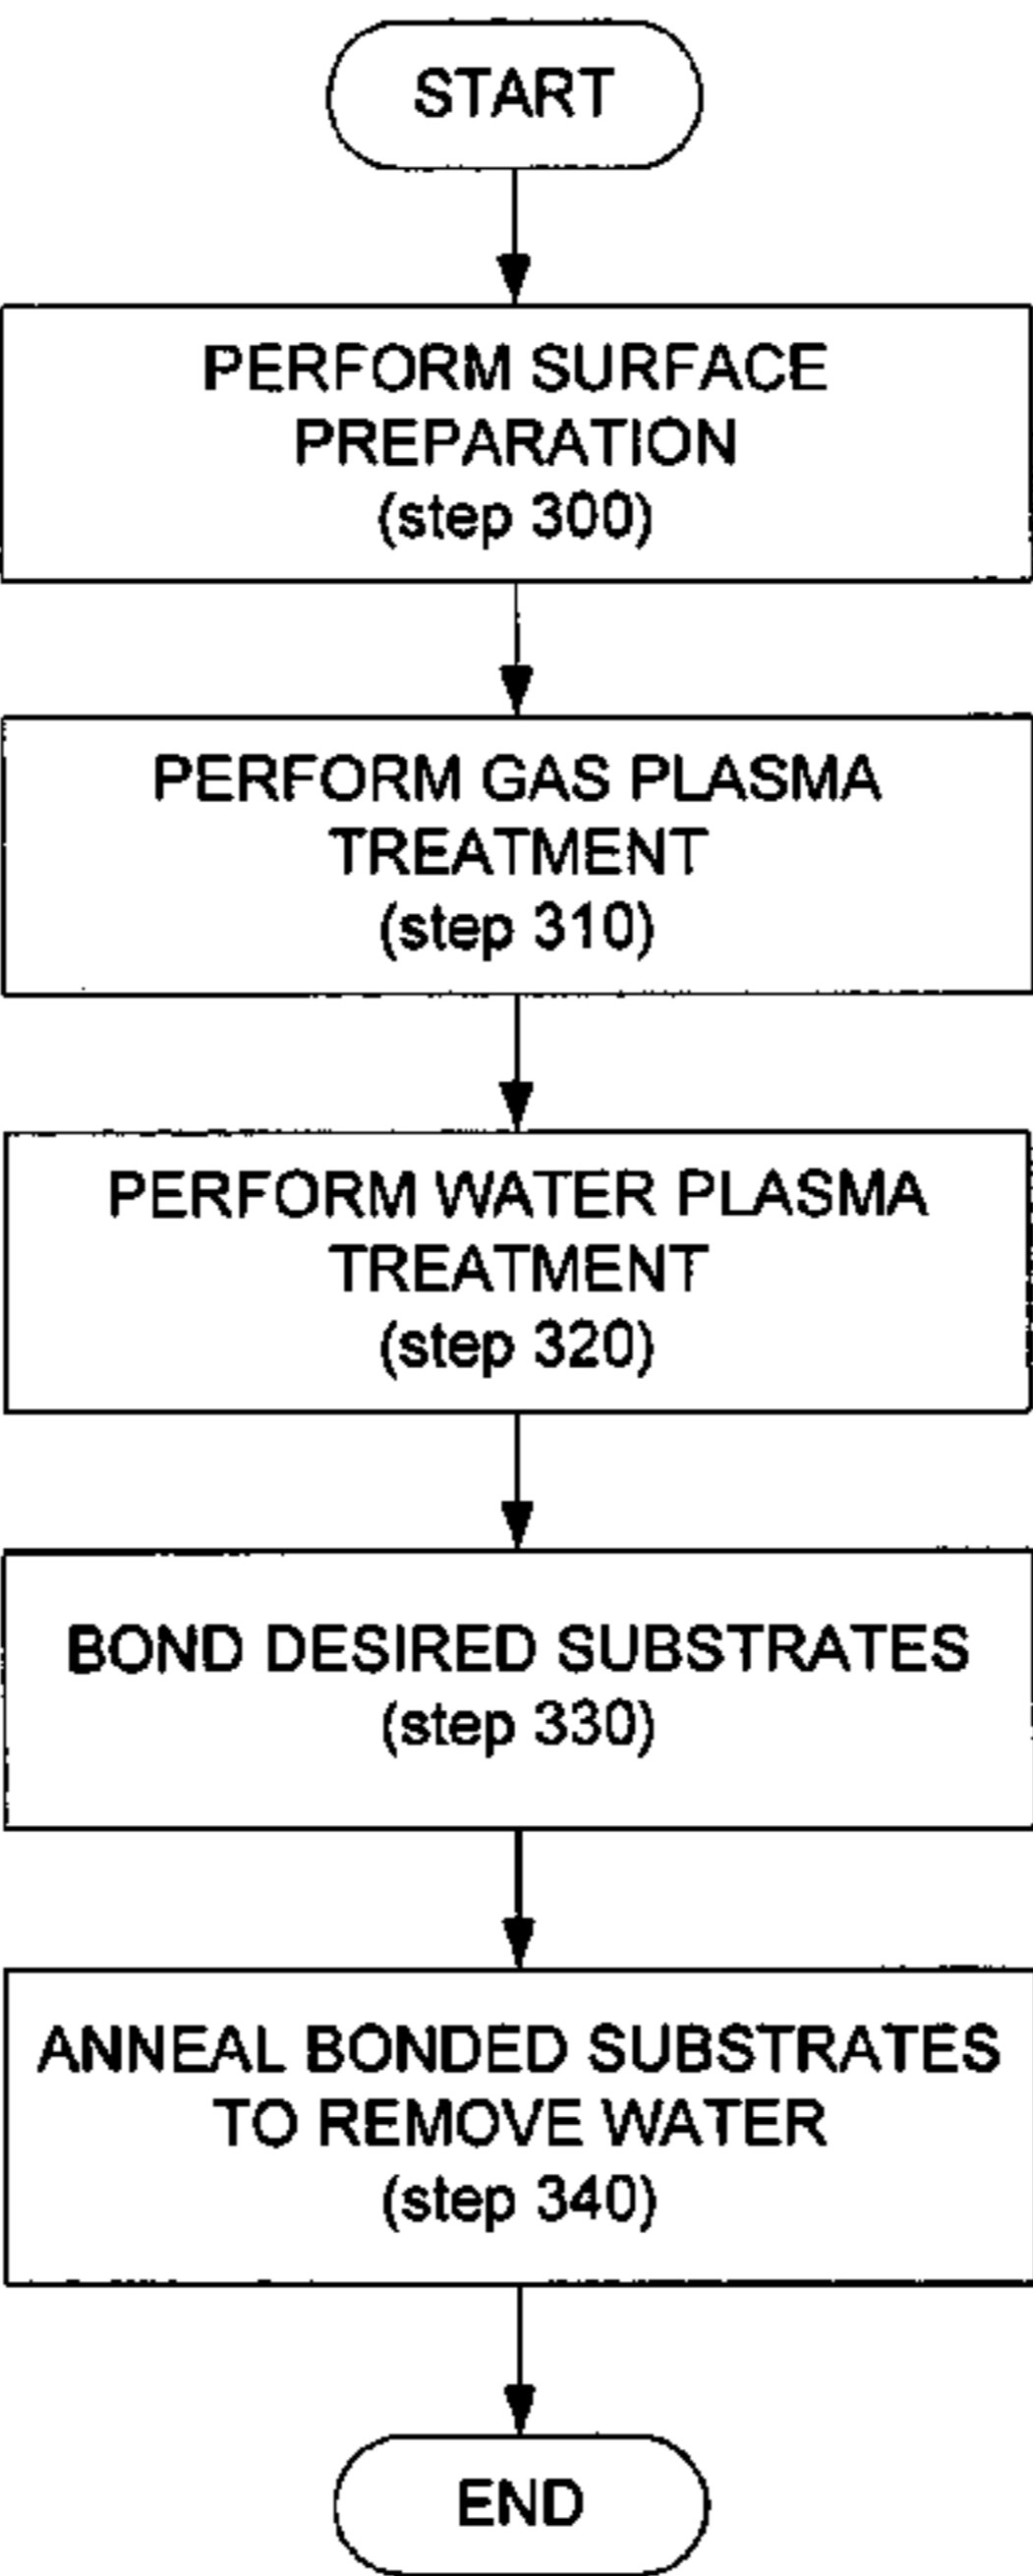 START
PERFORM SURFACE
PREPARATION
(step 300)
PERFORM GAS PLASMA
TREATMENT
(step 310)
PERFORM WATER PLASMA
TREATMENT
(step 320)
BOND DESIRED SUBSTRATES
(step 330)
ANNEAL BONDED SUBSTRATES
TO REMOVE WATER
(step 340)
END